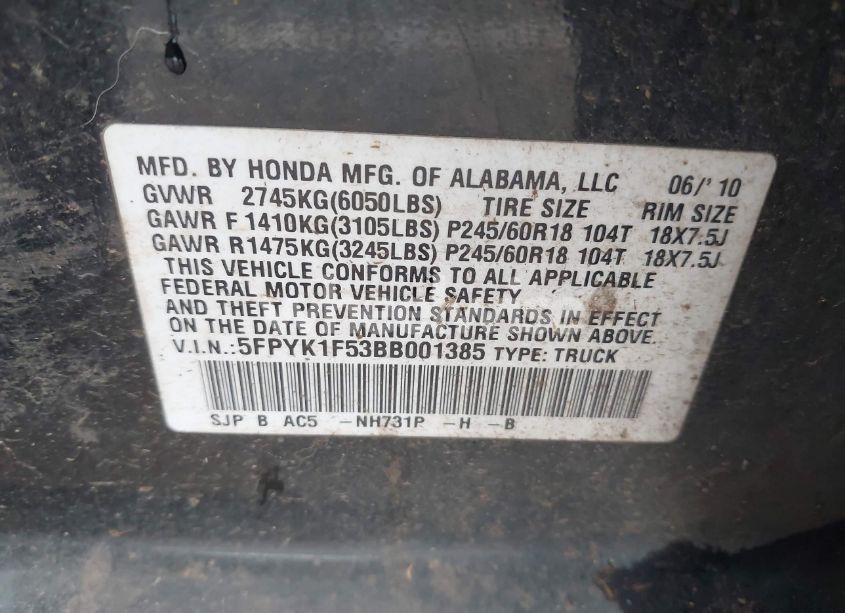 MFD. BY HONDA MFG. OF ALABAMA, LLC 06/'10
GVWR 2745KG(6050LBS) TIRE SIZE RIM SIZE
GAWR F 1410KG(3105LBS) P245/60R18 104T 18X7.5J
GAWR R1475KG(3245LBS) P245/60R18 104T 18X7.5J
THIS VEHICLE CONFORMS TO ALL APPLICABLE
FEDERAL MOTOR VEHICLE SAFETY
AND THEFT PREVENTION STANDARDS IN EFFECT
ON THE DATE OF MANUFACTURE SHOWN ABOVE.
V.I.N.:5FPYK1F53BB001385 TYPE: TRUCK
SJP B AC5 -NH731P -H -B